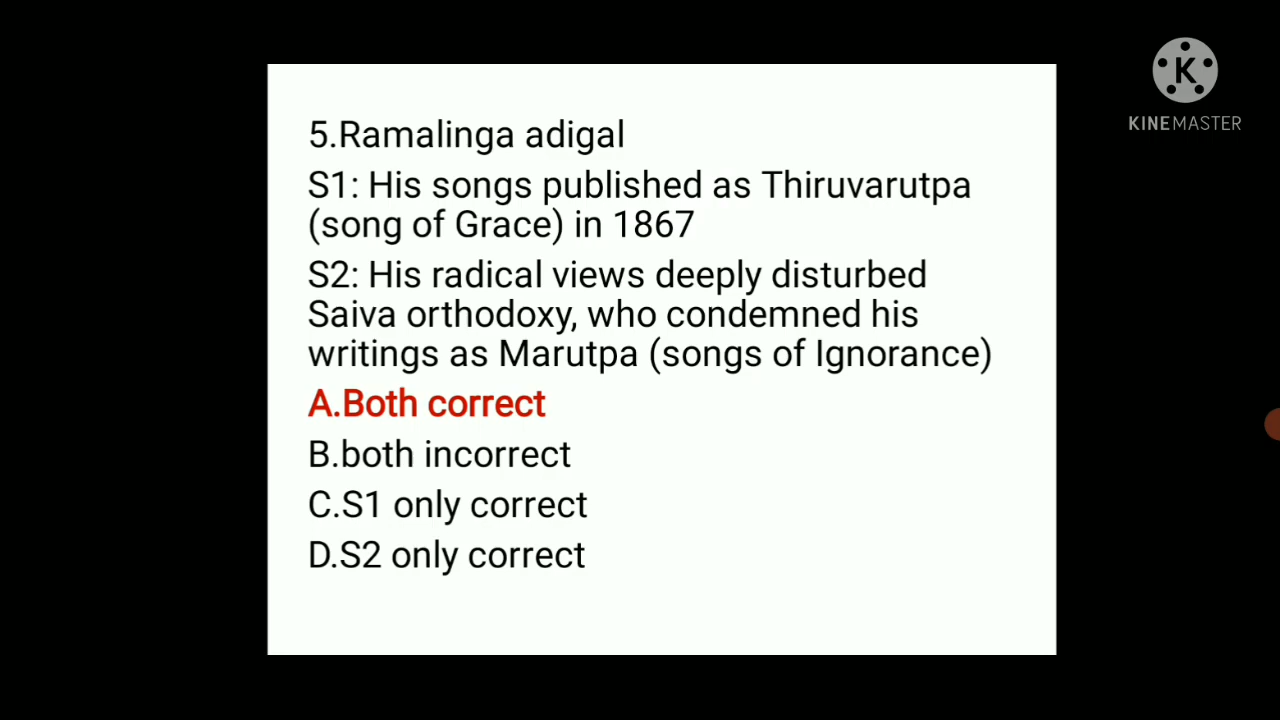 KINEMASTER
5.Ramalinga adigal
S1: His songs published as Thiruvarutpa
(song of Grace) in 1867
S2: His radical views deeply disturbed
Saiva orthodoxy, who condemned his
writings as Marutpa (songs of Ignorance)
A.Both correct
B.both incorrect
C.S1 only correct
D.S2 only correct